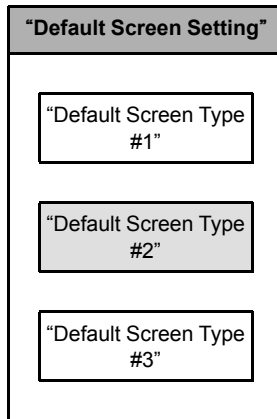 “Default Screen Setting”
“Default Screen Type
#1”
“Default Screen Type
#2”
“Default Screen Type
#3”